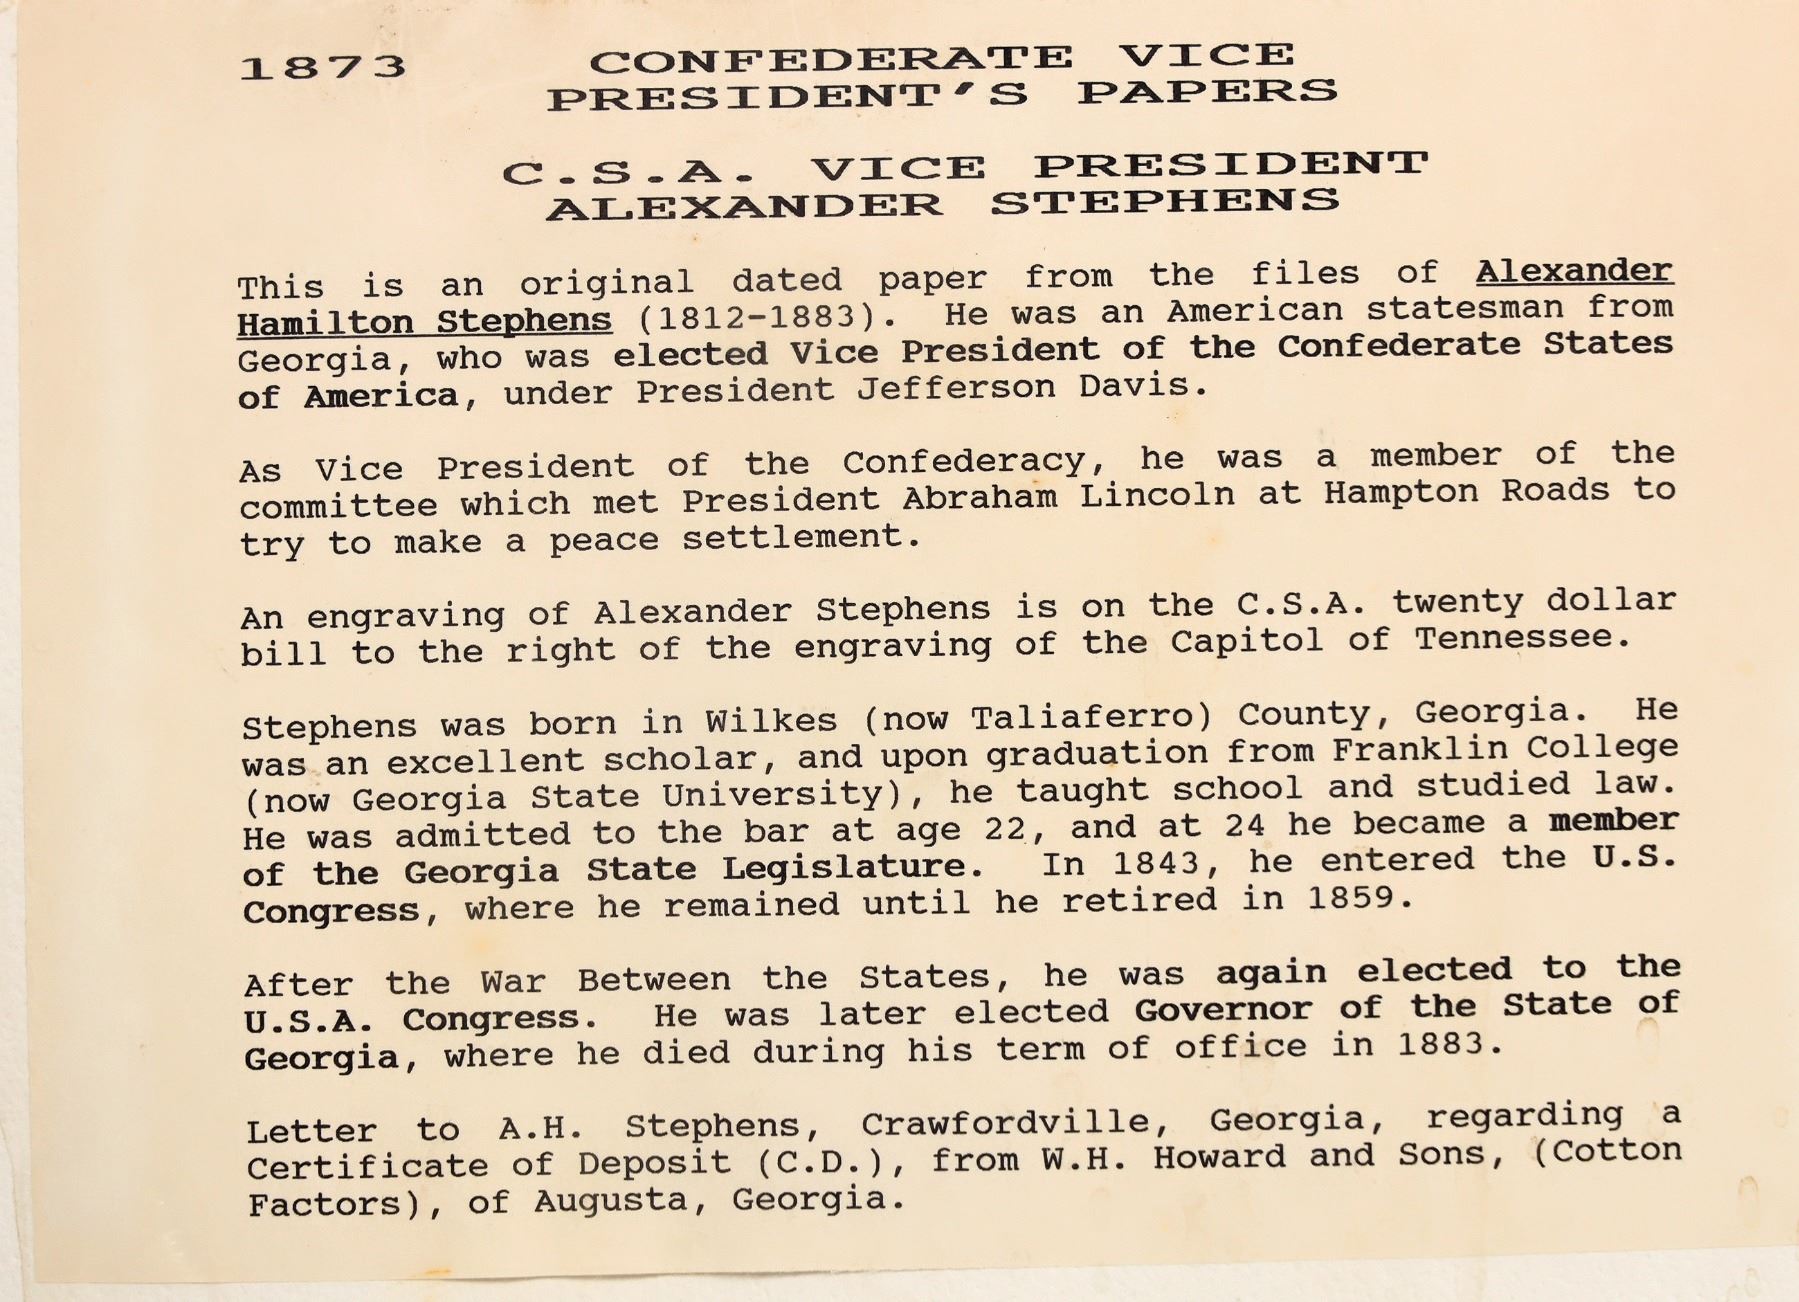 1873 CONFEDERATE VICE
PRESIDENT'S PAPERS
C.S.A. VICE PRESIDENT
ALEXANDER STEPHENS
This is an original dated paper from the files of Alexander
Hamilton Stephens (1812-1883). He was an American statesman from
Georgia, who was elected Vice President of the Confederate States
of America, under President Jefferson Davis.
As Vice President of the Confederacy, he was a member of the
committee which met President Abraham Lincoln at Hampton Roads to
try to make a peace settlement.
An engraving of Alexander Stephens is on the C.S.A. twenty dollar
bill to the right of the engraving of the Capitol of Tennessee.
Stephens was born in Wilkes (now Taliaferro) County, Georgia. He
was an excellent scholar, and upon graduation from Franklin College
(now Georgia State University), he taught school and studied law.
He was admitted to the bar at age 22, and at 24 he became a member
of the Georgia State Legislature. In 1843, he entered the U.S.
Congress, where he remained until he retired in 1859.
After the War Between the States, he was again elected to the
U.S.A. Congress. He was later elected Governor of the State of
Georgia, where he died during his term of office in 1883.
Letter to A.H. Stephens, Crawfordville, Georgia, regarding a
Certificate of Deposit (C.D.), from W.H. Howard and Sons, (Cotton
Factors), of Augusta, Georgia.